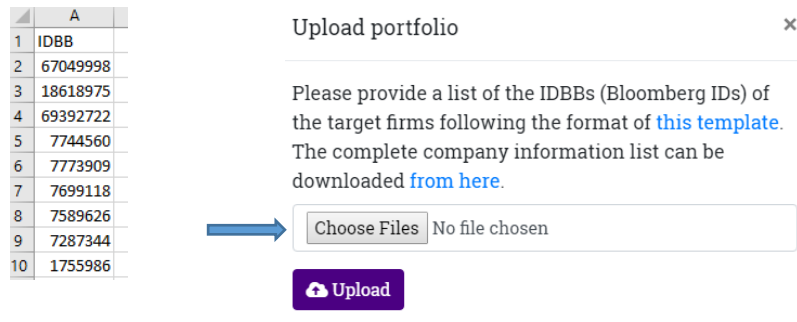 A
1 IDBB
2 67049998
3 18618975
4 69392722
5 7744560
6 7773909
7 7699118
8 7589626
9 7287344
10 1755986
Upload portfolio ×
Please provide a list of the IDBBs (Bloomberg IDs) of
the target firms following the format of this template.
The complete company information list can be
downloaded from here.
Choose Files No file chosen
Upload